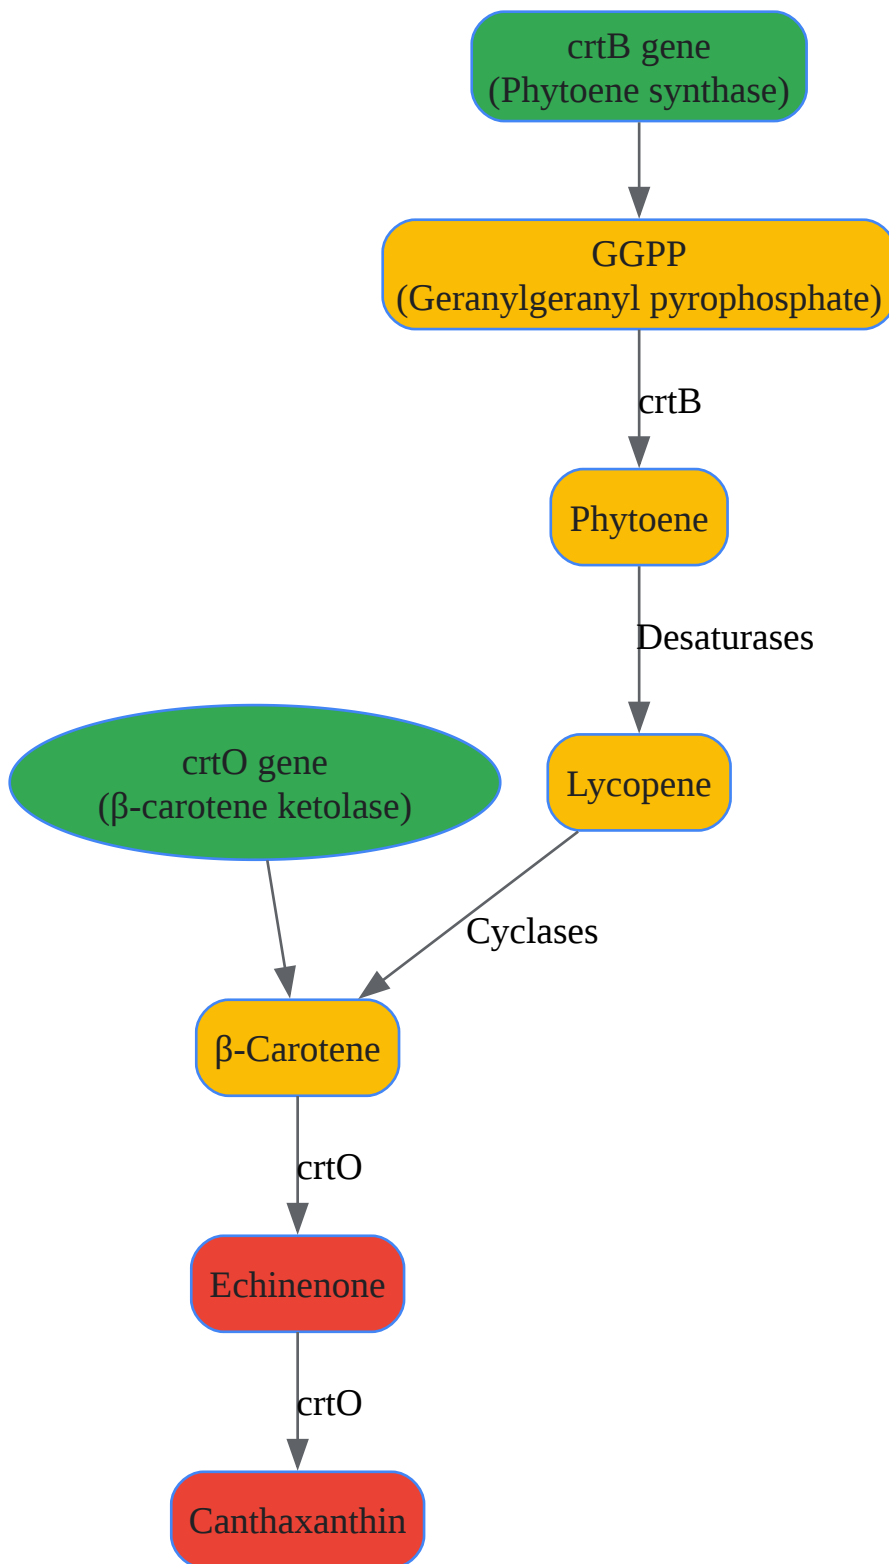 crtB gene
(Phytoene synthase)
GGPP
(Geranylgeranyl pyrophosphate)
crtB
Phytoene
Desaturases
crtO gene
(β-carotene ketolase)
Lycopene
Cyclases
β-Carotene
crtO
Echinenone
crtO
Canthaxanthin